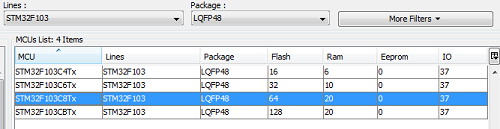 Lines : Package :
STM32F103 LQFP48 More Filters
MCUs List: 4 Items
MCU Lines Package Flash Ram Eeprom IO
STM32F103C4Tx STM32F103 LQFP48 16 6 0 37
STM32F103C6Tx STM32F103 LQFP48 32 10 0 37
STM32F103C8Tx STM32F103 LQFP48 64 20 0 37
STM32F103CBTx STM32F103 LQFP48 128 20 0 37